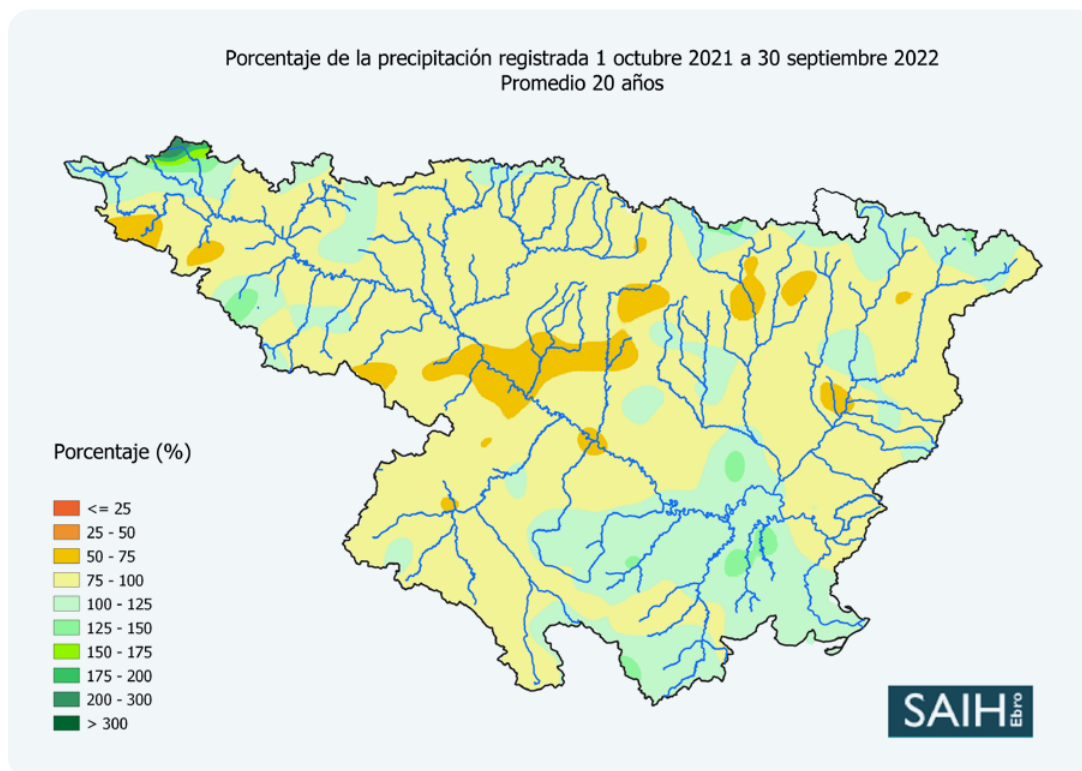 Porcentaje de la precipitación registrada 1 octubre 2021 a 30 septiembre 2022
Promedio 20 años
Porcentaje (%)
<= 25
25 - 50
50 - 75
75 - 100
100 - 125
125 - 150
150 - 175
175 - 200
200 - 300
> 300
SAIH Ebro